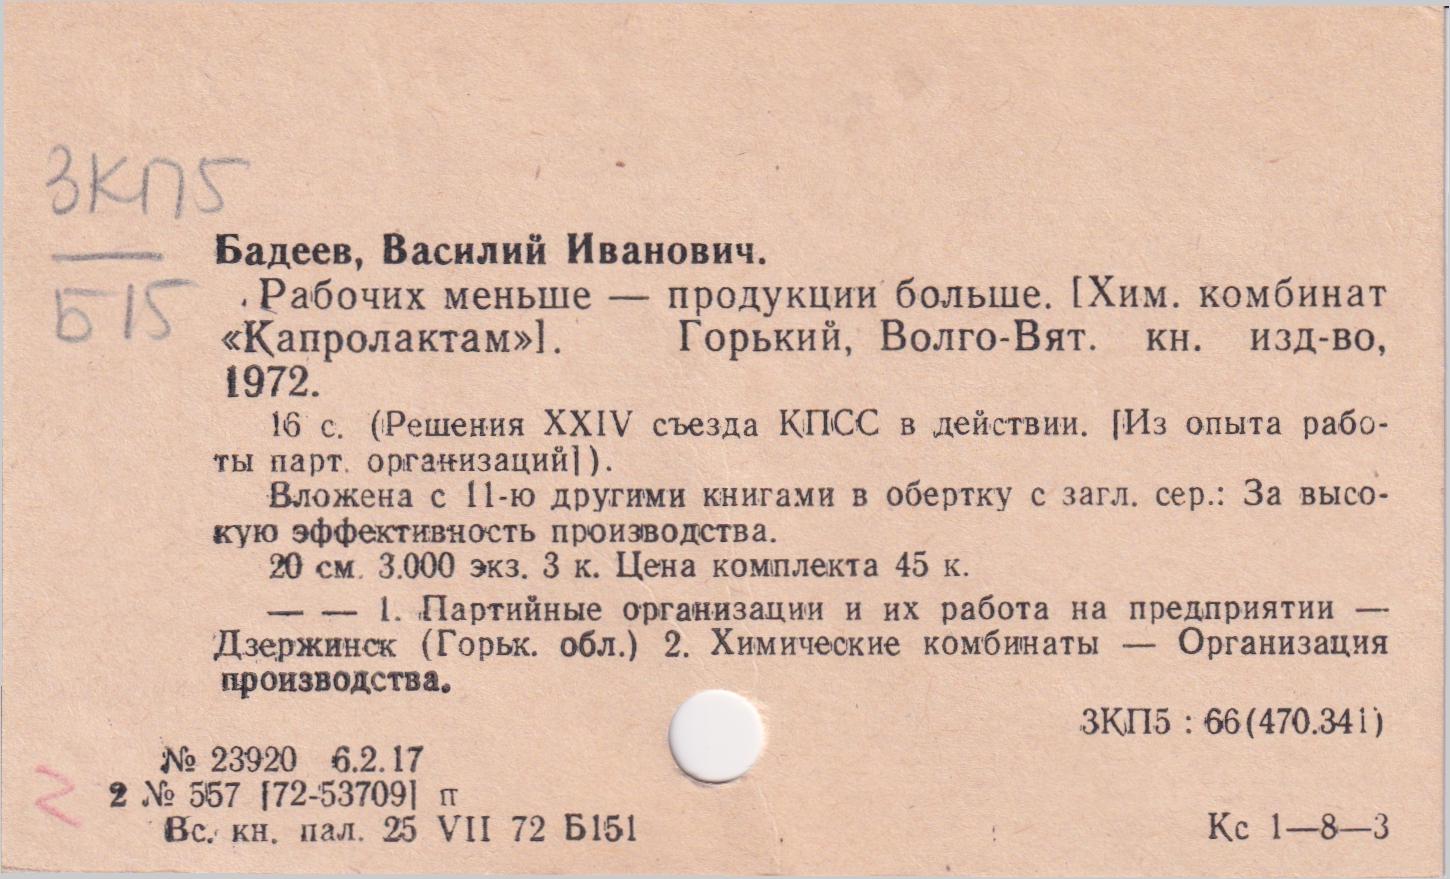 3КП5
Б15
Бадеев, Василий Иванович.
Рабочих меньше — продукции больше. [Хим. комбинат
«Капролактам»]. Горький, Волго-Вят. кн. изд-во,
1972.
16 с. (Решения XXIV съезда КПСС в действии. [Из опыта рабо-
ты парт. организаций]).
Вложена с 11-ю другими книгами в обертку с загл. сер.: За высо-
кую эффективность производства.
20 см. 3.000 экз. 3 к. Цена комплекта 45 к.
— — 1. Партийные организации и их работа на предприятии —
Дзержинск (Горьк. обл.) 2. Химические комбинаты — Организация
производства.
3КП5 : 66(470.341)
№ 23920 6.2.17
2 № 557 [72-53709] п
Вс. кн. пал. 25 VII 72 Б151
Кс 1—8—3